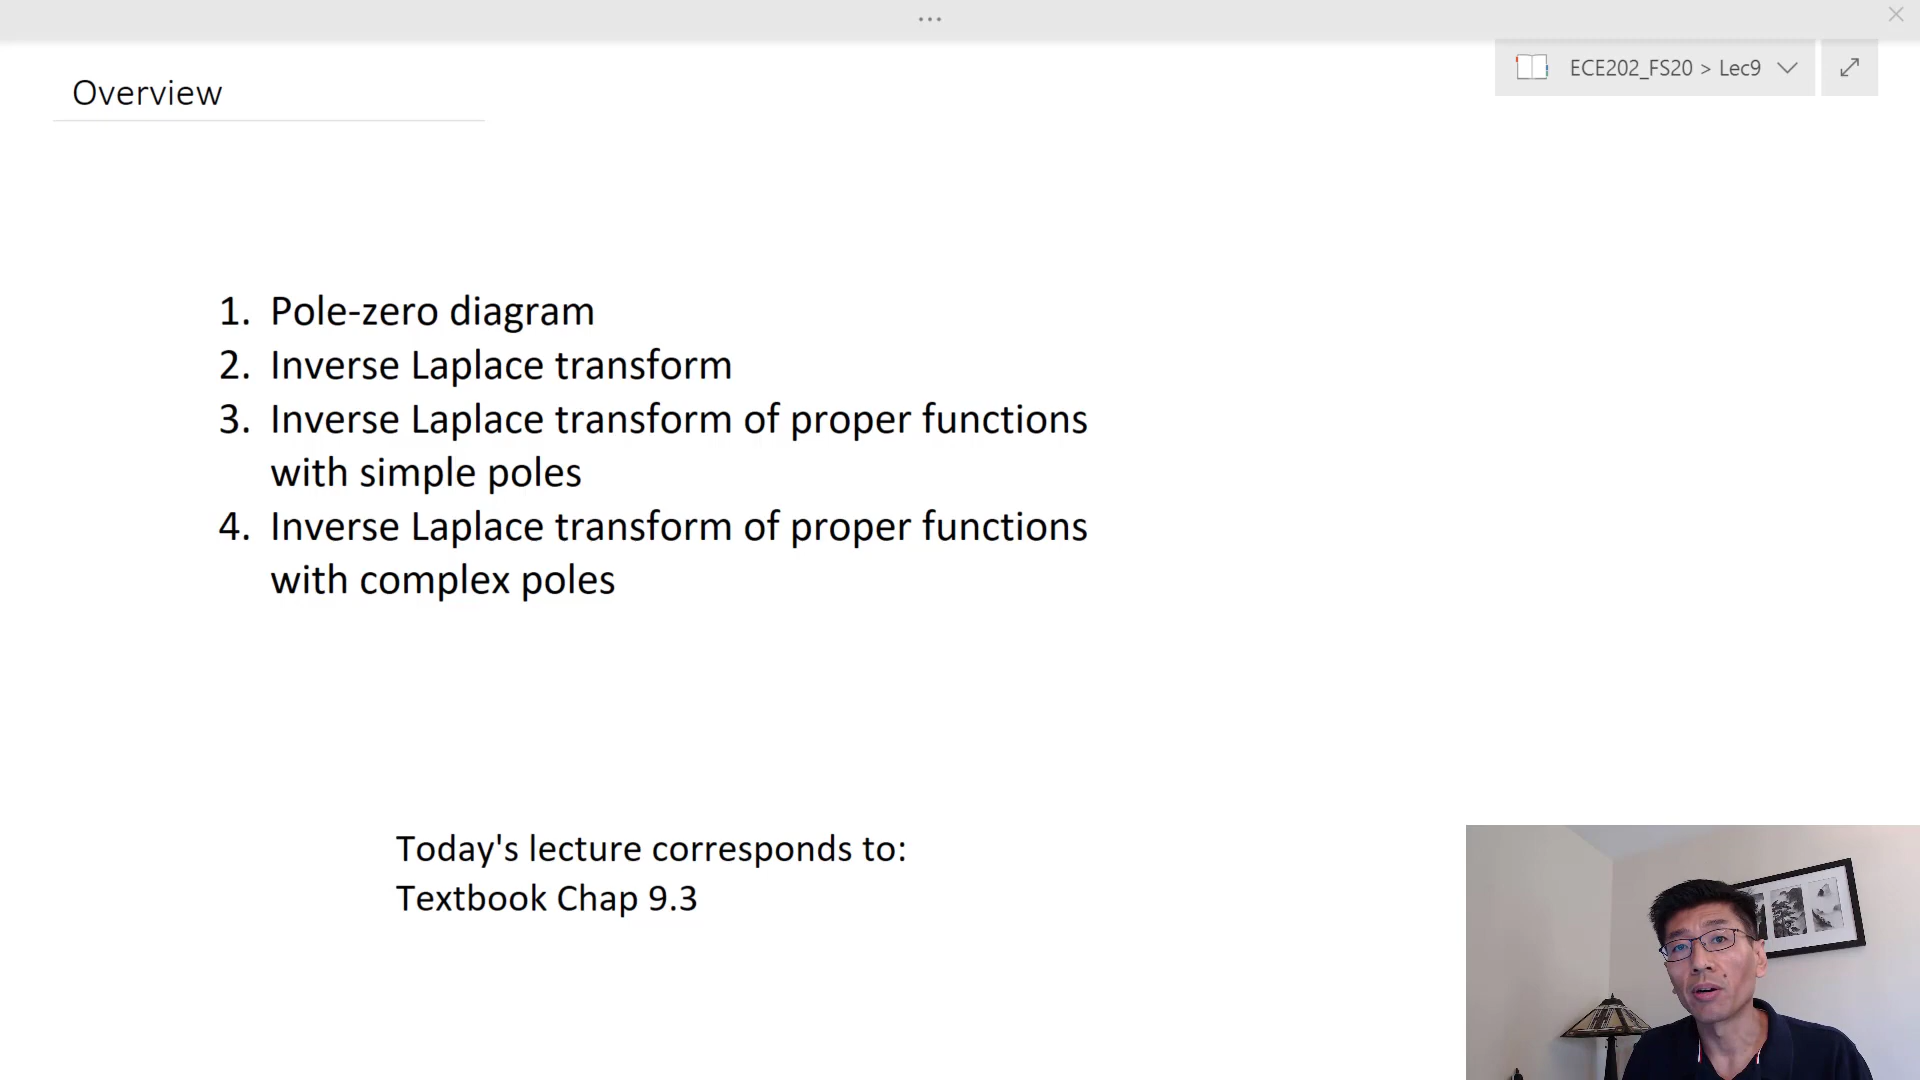 ECE202_FS20 > Lec9
Overview
1. Pole-zero diagram
2. Inverse Laplace transform
3. Inverse Laplace transform of proper functions
with simple poles
4. Inverse Laplace transform of proper functions
with complex poles
Today's lecture corresponds to:
Textbook Chap 9.3